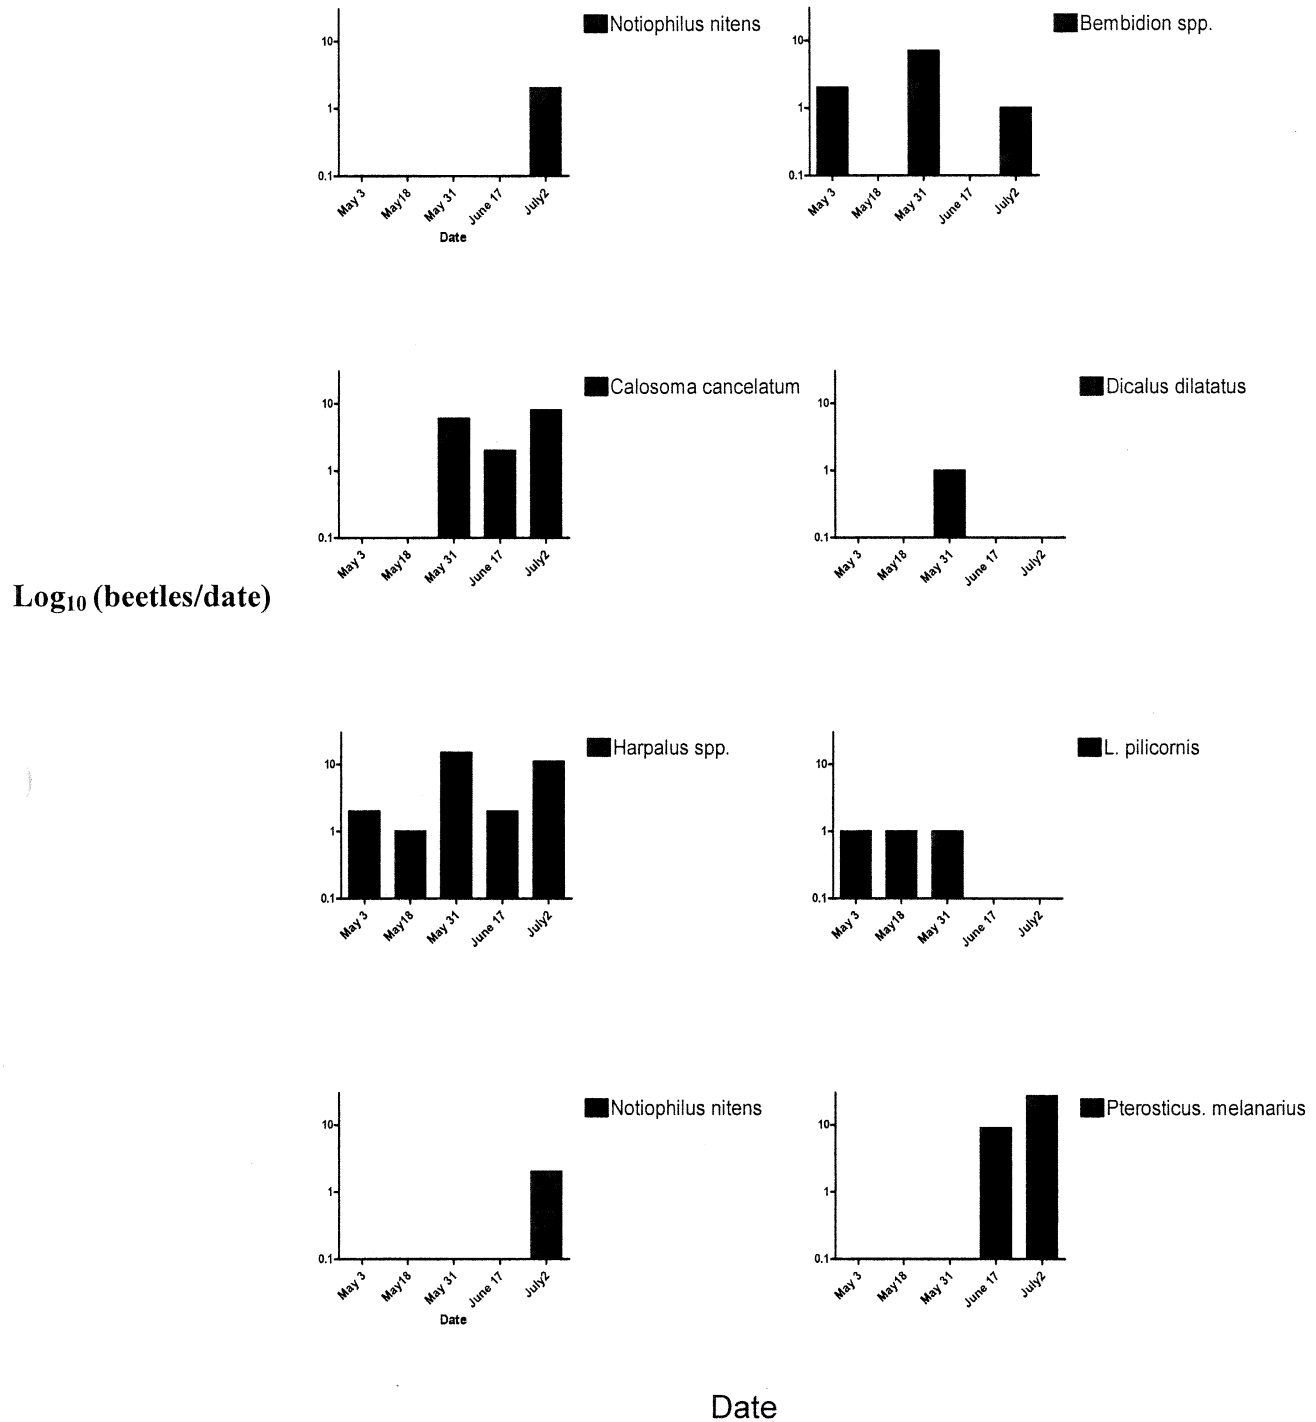 Notiophilus nitens
10
1
0.1
May 3
May18
May 31
June 17
July2
Date
Bembidion spp.
10
1
0.1
May 3
May18
May 31
June 17
July2
Calosoma cancelatum
10
1
0.1
May 3
May18
May 31
June 17
July2
Dicalus dilatatus
10
1
0.1
May 3
May18
May 31
June 17
July2
Log₁₀ (beetles/date)
Harpalus spp.
10
1
0.1
May 3
May18
May 31
June 17
July2
L. pilicornis
10
1
0.1
May 3
May18
May 31
June 17
July2
Notiophilus nitens
10
1
0.1
May 3
May18
May 31
June 17
July2
Date
Pterosticus. melanarius
10
1
0.1
May 3
May18
May 31
June 17
July2
Date